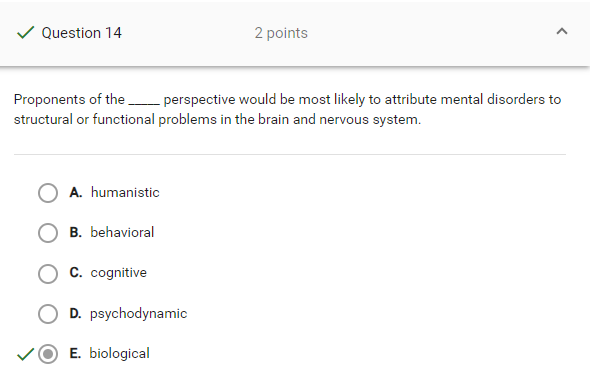 Question 14 2 points
Proponents of the _____ perspective would be most likely to attribute mental disorders to
structural or functional problems in the brain and nervous system.
A. humanistic
B. behavioral
C. cognitive
D. psychodynamic
E. biological